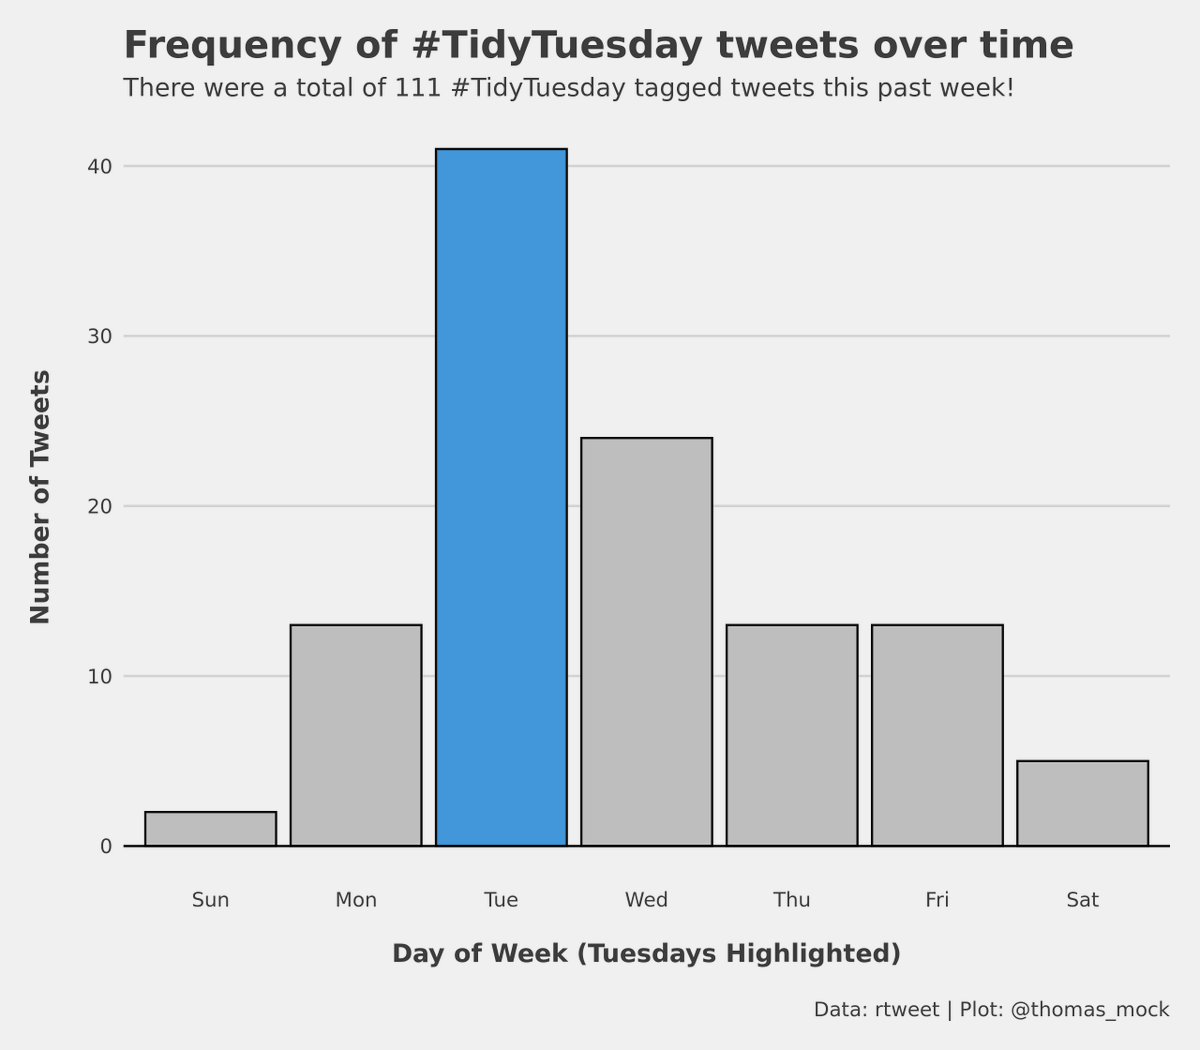 Frequency of #TidyTuesday tweets over time
There were a total of 111 #TidyTuesday tagged tweets this past week!
Number of Tweets
40
30
20
10
0
Sun Mon Tue Wed Thu Fri Sat
Day of Week (Tuesdays Highlighted)
Data: rtweet | Plot: @thomas_mock